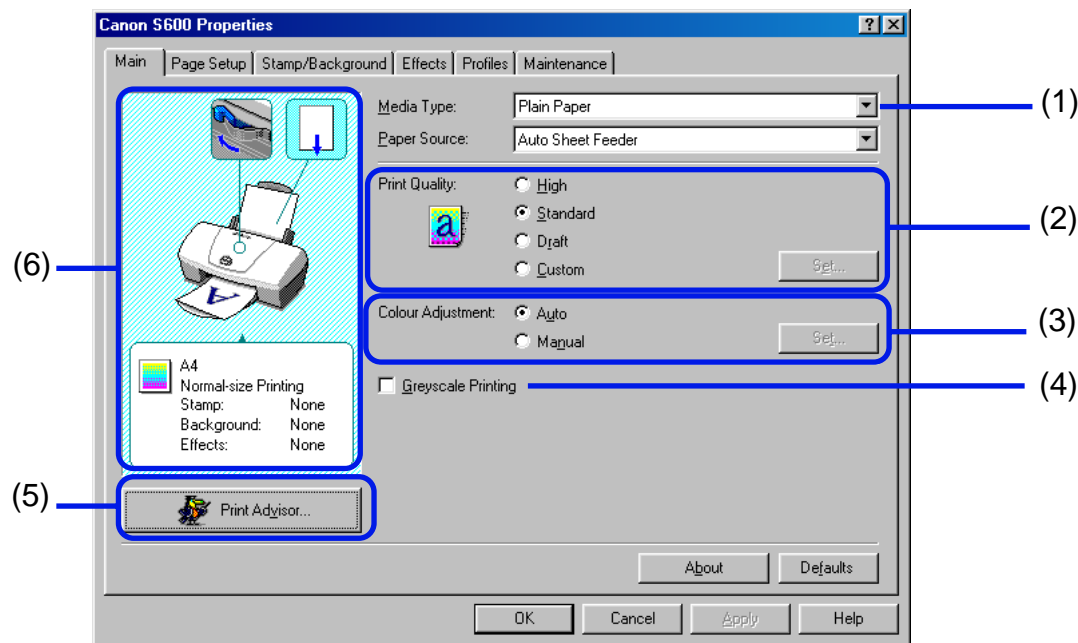 Canon S600 Properties
Main Page Setup Stamp/Background Effects Profiles Maintenance
Media Type: Plain Paper (1)
Paper Source: Auto Sheet Feeder
Print Quality: High
Standard
a
(2)
Draft
Custom Set...
(6)
A
Colour Adjustment: Auto (3)
Manual Set...
A4
Normal-size Printing
Stamp: None
Background: None
Effects: None
Greyscale Printing (4)
(5) Print Advisor...
About Defaults
OK Cancel Apply Help